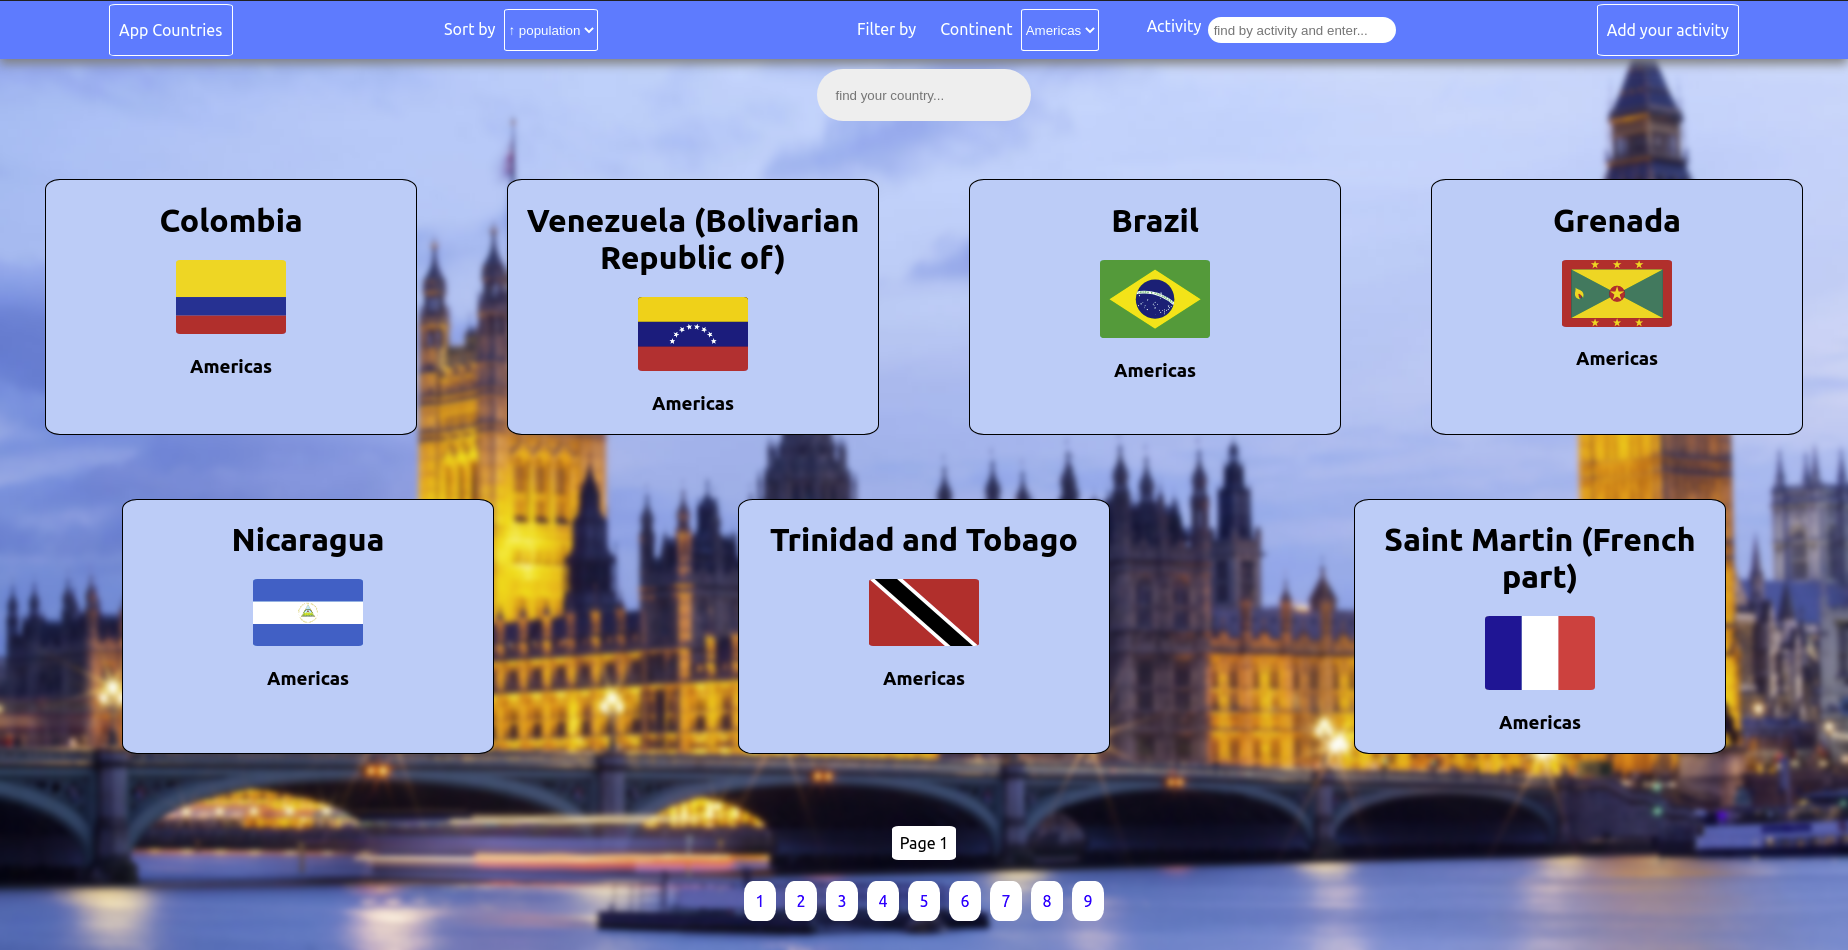 App Countries
Sort by
↑ population
Filter by
Continent
Americas
Activity
find by activity and enter...
Add your activity
find your country...
Colombia
Americas
Venezuela (Bolivarian
Republic of)
Americas
Brazil
Americas
Grenada
Americas
Nicaragua
Americas
Trinidad and Tobago
Americas
Saint Martin (French
part)
Americas
Page 1
1 2 3 4 5 6 7 8 9